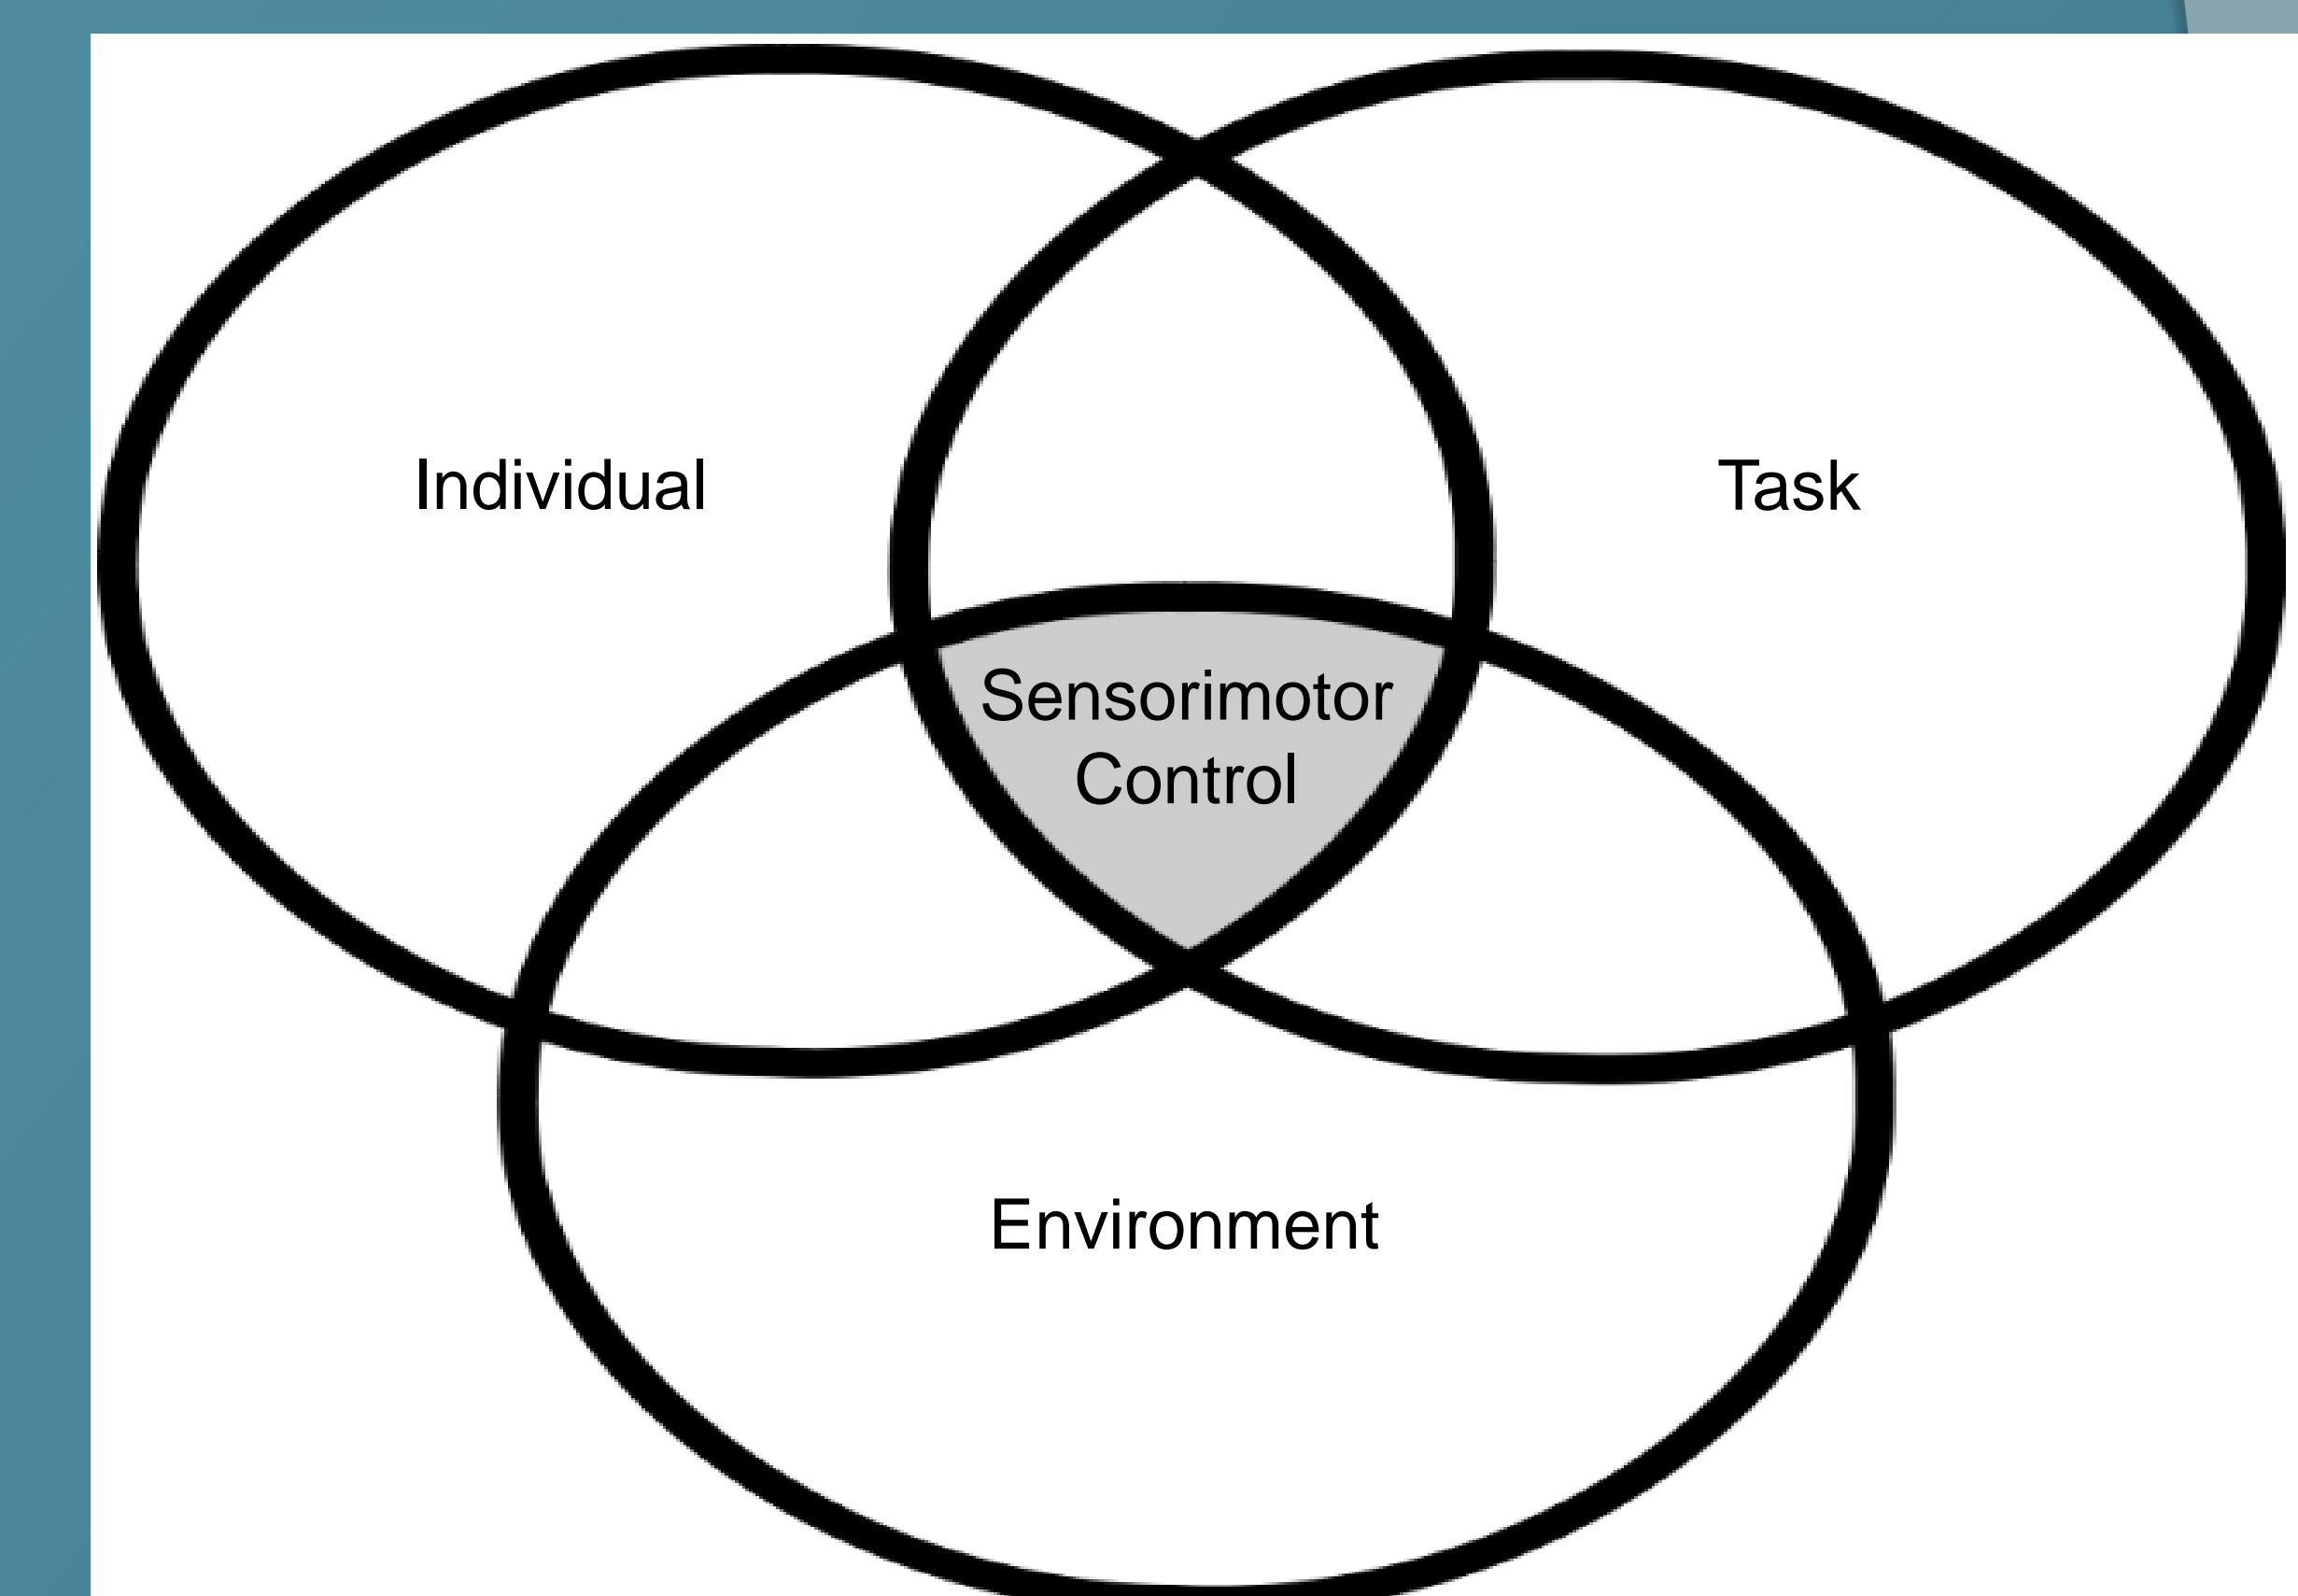 Individual
Task
Sensorimotor
Control
Environment